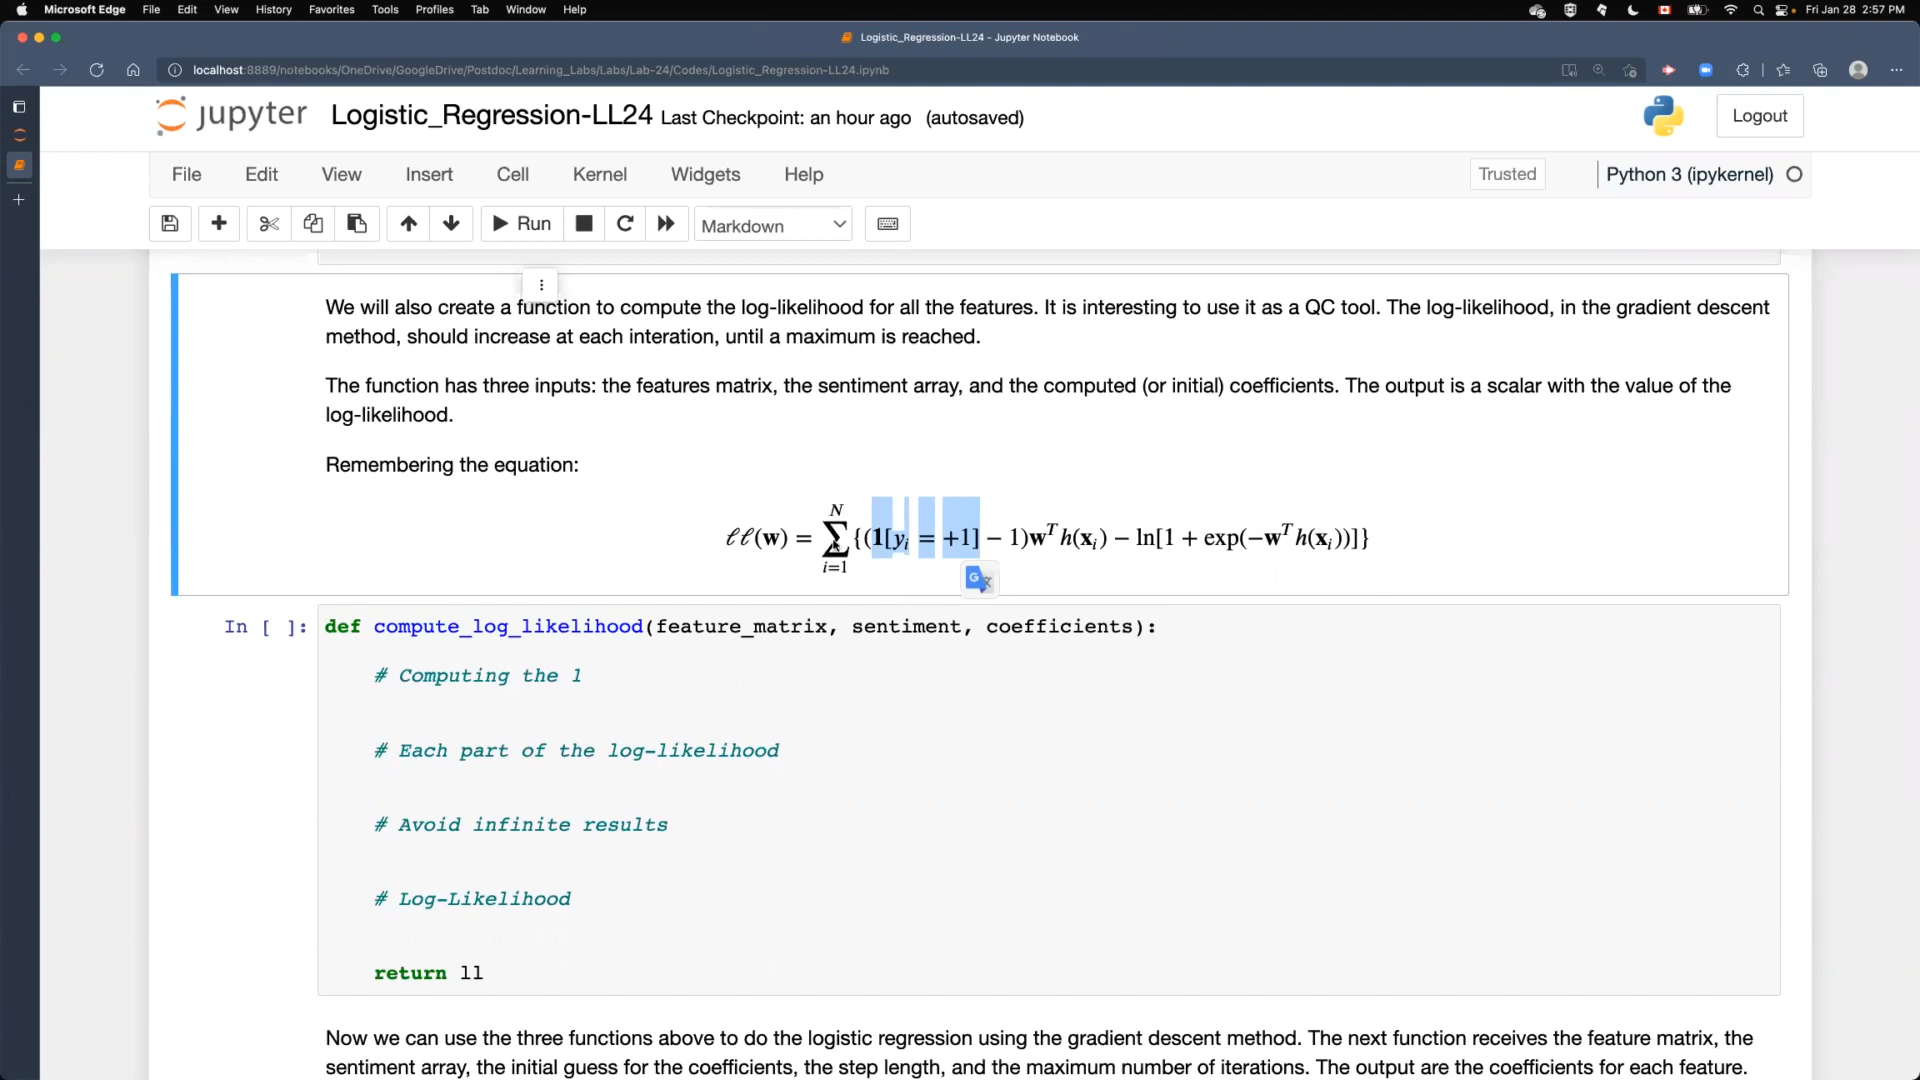 Microsoft Edge File Edit View History Favorites Tools Profiles Tab Window Help Fri Jan 28 2:57 PM
Logistic_Regression-LL24 - Jupyter Notebook
localhost:8889/notebooks/OneDrive/GoogleDrive/Postdoc/Learning_Labs/Labs/Lab-24/Codes/Logistic_Regression-LL24.ipynb
jupyter Logistic_Regression-LL24 Last Checkpoint: an hour ago (autosaved) Logout
File Edit View Insert Cell Kernel Widgets Help Trusted Python 3 (ipykernel)
Run Markdown
We will also create a function to compute the log-likelihood for all the features. It is interesting to use it as a QC tool. The log-likelihood, in the gradient descent
method, should increase at each interation, until a maximum is reached.
The function has three inputs: the features matrix, the sentiment array, and the computed (or initial) coefficients. The output is a scalar with the value of the
log-likelihood.
Remembering the equation:
ℓℓ(w) = ∑_{i=1}^{N} {(1[y_i = +1] − 1)w^T h(x_i) − ln[1 + exp(−w^T h(x_i))]}
In [ ]: def compute_log_likelihood(feature_matrix, sentiment, coefficients):
# Computing the 1
# Each part of the log-likelihood
# Avoid infinite results
# Log-Likelihood
return ll
Now we can use the three functions above to do the logistic regression using the gradient descent method. The next function receives the feature matrix, the
sentiment array, the initial guess for the coefficients, the step length, and the maximum number of iterations. The output are the coefficients for each feature.